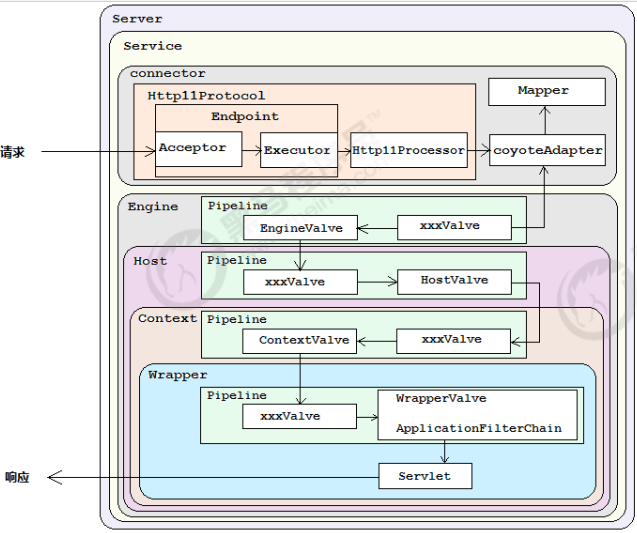 Server
Service
connector
Http11Protocol
Endpoint
Mapper
请求
Acceptor
Executor
Http11Processor
coyoteAdapter
Engine
Pipeline
EngineValve
xxxValve
Host
Pipeline
xxxValve
HostValve
Context
Pipeline
ContextValve
xxxValve
Wrapper
Pipeline
xxxValve
WrapperValve
ApplicationFilterChain
响应
Servlet